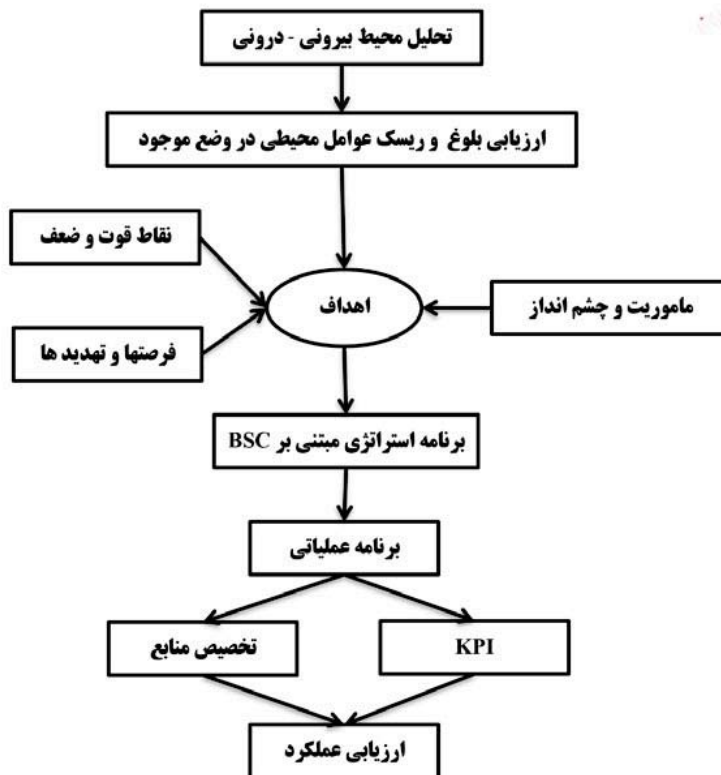 تحلیل محیط بیرونی - درونی
ارزیابی بلوغ و ریسک عوامل محیطی در وضع موجود
نقاط قوت و ضعف
اهداف
ماموریت و چشم انداز
فرصتها و تهدید ها
برنامه استراتژی مبتنی بر BSC
برنامه عملیاتی
تخصیص منابع
KPI
ارزیابی عملکرد